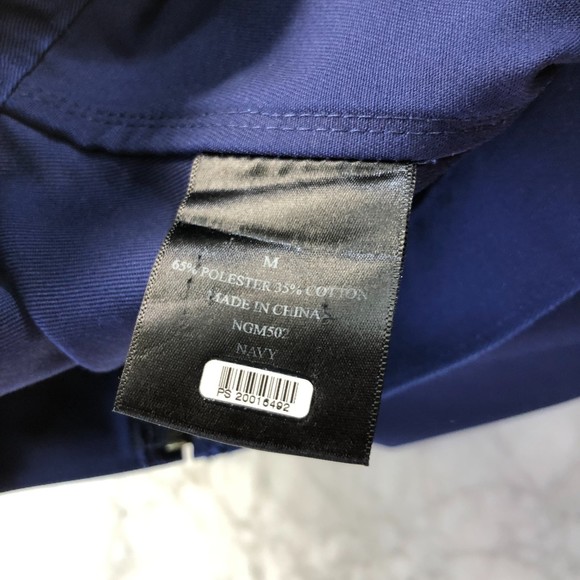 M
65% POLESTER 35% COTTON
MADE IN CHINA
NGM502
NAVY
PS 20016492